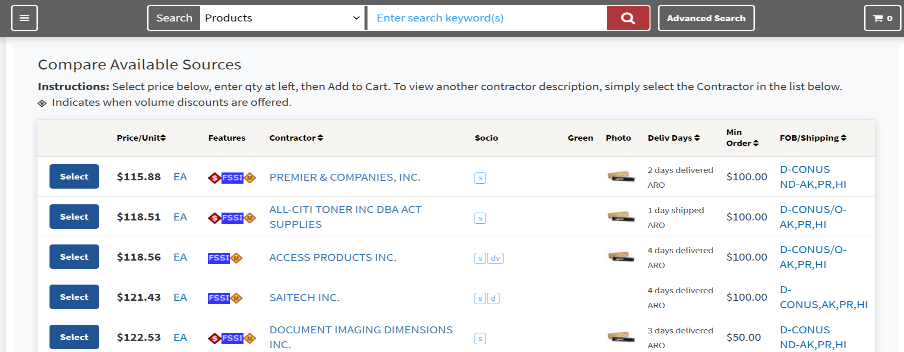 Search Products Enter search keyword(s) Advanced Search 0
Compare Available Sources
Instructions: Select price below, enter qty at left, then Add to Cart. To view another contractor description, simply select the Contractor in the list below.
Indicates when volume discounts are offered.
Price/Unit Features Contractor Socio Green Photo Deliv Days Min Order FOB/Shipping
Select $115.88 EA $ FSSI M PREMIER & COMPANIES, INC. s 2 days delivered ARO $100.00 D-CONUS ND-AK,PR,HI
Select $118.51 EA $ FSSI M ALL-CITI TONER INC DBA ACT SUPPLIES s 1 day shipped ARO $100.00 D-CONUS/O-AK,PR,HI
Select $118.56 EA FSSI M ACCESS PRODUCTS INC. s dv 4 days delivered ARO $100.00 D-CONUS/O-AK,PR,HI
Select $121.43 EA FSSI M SAITECH INC. s d 4 days delivered ARO $100.00 D-CONUS,AK,PR,HI
Select $122.53 EA $ FSSI M DOCUMENT IMAGING DIMENSIONS INC. s 3 days delivered ARO $50.00 D-CONUS ND-AK,PR,HI